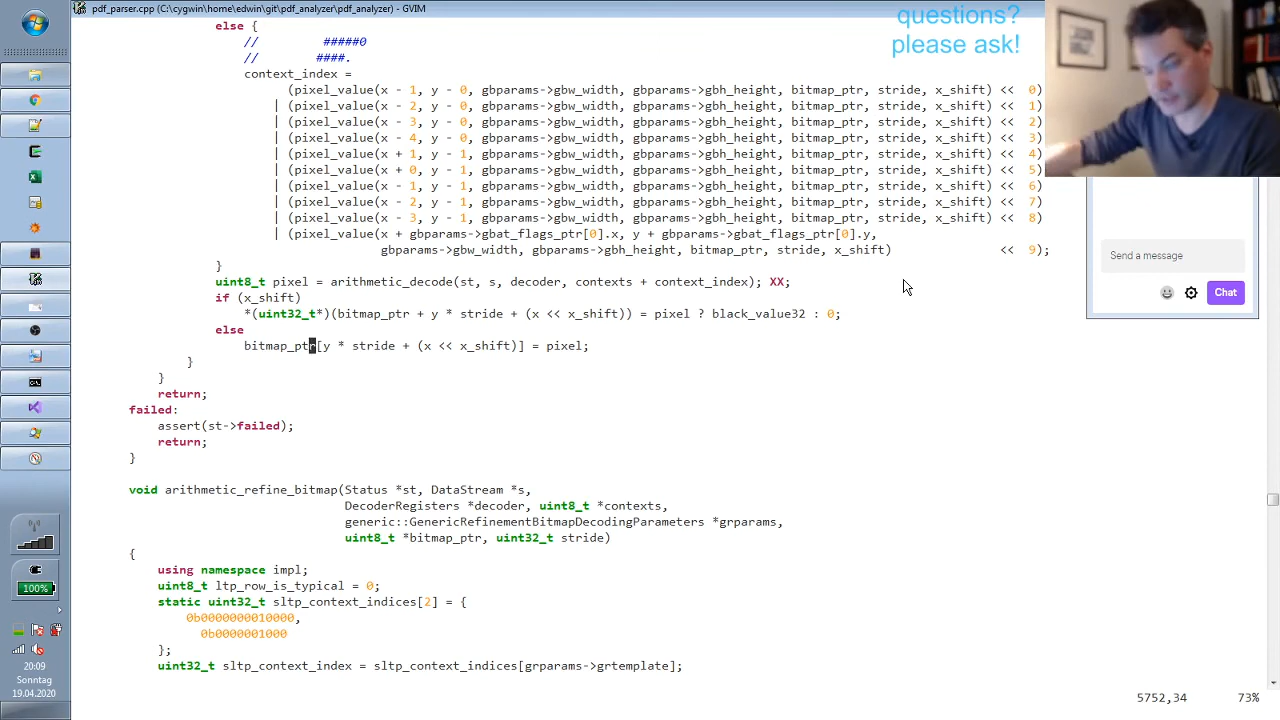 pdf_parser.cpp (C:\cygwin\home\edwin\git\pdf_analyzer\pdf_analyzer) - GVIM
questions?
please ask!
else {
// #####0
// ####.
context_index =
(pixel_value(x - 1, y - 0, gbparams->gbw_width, gbparams->gbh_height, bitmap_ptr, stride, x_shift) << 0)
| (pixel_value(x - 2, y - 0, gbparams->gbw_width, gbparams->gbh_height, bitmap_ptr, stride, x_shift) << 1)
| (pixel_value(x - 3, y - 0, gbparams->gbw_width, gbparams->gbh_height, bitmap_ptr, stride, x_shift) << 2)
| (pixel_value(x - 4, y - 0, gbparams->gbw_width, gbparams->gbh_height, bitmap_ptr, stride, x_shift) << 3)
| (pixel_value(x + 1, y - 1, gbparams->gbw_width, gbparams->gbh_height, bitmap_ptr, stride, x_shift) << 4)
| (pixel_value(x + 0, y - 1, gbparams->gbw_width, gbparams->gbh_height, bitmap_ptr, stride, x_shift) << 5)
| (pixel_value(x - 1, y - 1, gbparams->gbw_width, gbparams->gbh_height, bitmap_ptr, stride, x_shift) << 6)
| (pixel_value(x - 2, y - 1, gbparams->gbw_width, gbparams->gbh_height, bitmap_ptr, stride, x_shift) << 7)
| (pixel_value(x - 3, y - 1, gbparams->gbw_width, gbparams->gbh_height, bitmap_ptr, stride, x_shift) << 8)
| (pixel_value(x + gbparams->gbat_flags_ptr[0].x, y + gbparams->gbat_flags_ptr[0].y,
gbparams->gbw_width, gbparams->gbh_height, bitmap_ptr, stride, x_shift) << 9);
}
uint8_t pixel = arithmetic_decode(st, s, decoder, contexts + context_index); XX;
if (x_shift)
*(uint32_t*)(bitmap_ptr + y * stride + (x << x_shift)) = pixel ? black_value32 : 0;
else
bitmap_ptr[y * stride + (x << x_shift)] = pixel;
}
}
return;
failed:
assert(st->failed);
return;
}
void arithmetic_refine_bitmap(Status *st, DataStream *s,
DecoderRegisters *decoder, uint8_t *contexts,
generic::GenericRefinementBitmapDecodingParameters *grparams,
uint8_t *bitmap_ptr, uint32_t stride)
{
using namespace impl;
uint8_t ltp_row_is_typical = 0;
static uint32_t sltp_context_indices[2] = {
0b0000000010000,
0b0000001000
};
uint32_t sltp_context_index = sltp_context_indices[grparams->grtemplate];
5752,34 73%
Send a message
Chat
100%
20:09
Sonntag
19.04.2020